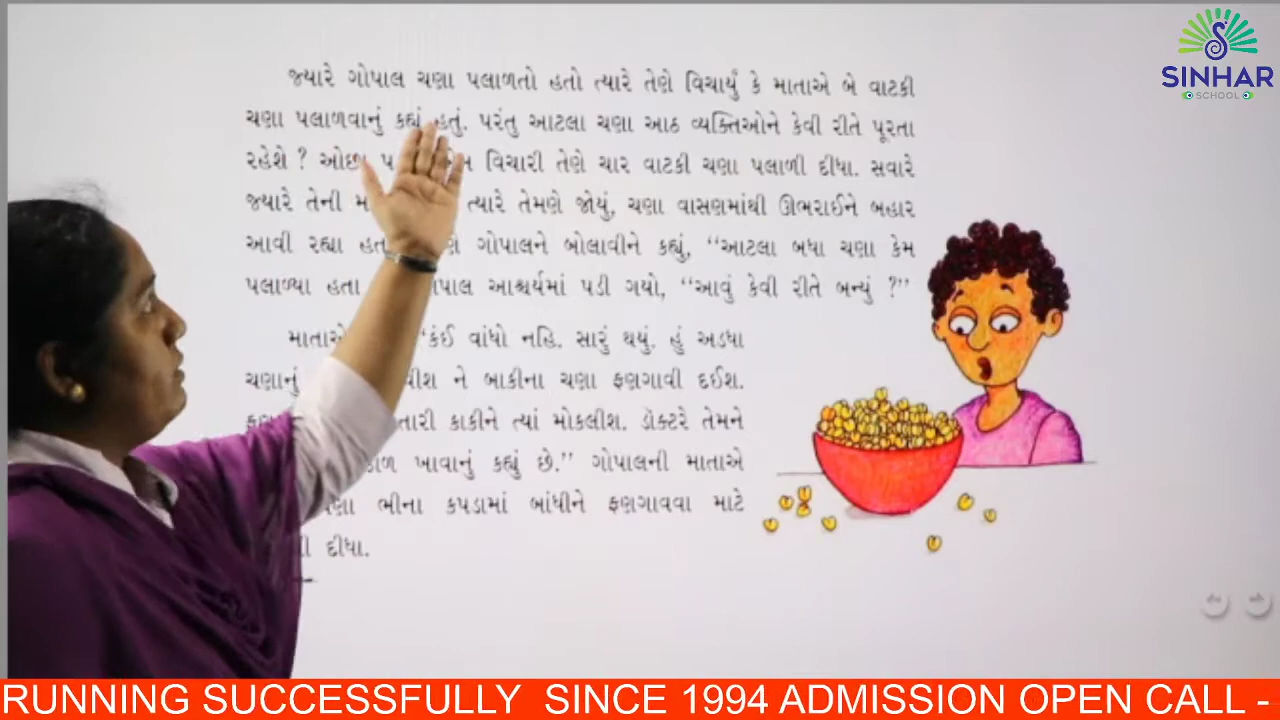 જ્યારે ગોપાલ ચણા પલાળતો હતો ત્યારે તેણે વિચાર્યું કે માતાએ બે વાટકી
ચણા પલાળવાનું કહ્યું હતું. પરંતુ આટલા ચણા આઠ વ્યક્તિઓને કેવી રીતે પૂરતા
રહેશે ? વિચારી તેણે ચાર વાટકી ચણા પલાળી દીધા. સવારે
જ્યારે તેની ત્યારે તેમણે જોયું, ચણા વાસણમાંથી ઊભરાઈને બહાર
આવી રહ્યા ગોપાલને બોલાવીને કહ્યું, “આટલા બધા ચણા કેમ
પલાળ્યા હતા આશ્ચર્યમાં પડી ગયો, “આવું કેવી રીતે બન્યું ?”
માતાએ “કંઈ વાંધો નહિ. સારું થયું. હું અડધા
ચણાનું ને બાકીના ચણા ફણગાવી દઈશ.
કાકીને ત્યાં મોકલીશ. ડૉક્ટરે તેમને
ખાવાનું કહ્યું છે.” ગોપાલની માતાએ
ભીના કપડામાં બાંધીને ફણગાવવા માટે
દીધા.
SINHAR
SCHOOL
RUNNING SUCCESSFULLY SINCE 1994 ADMISSION OPEN CALL -